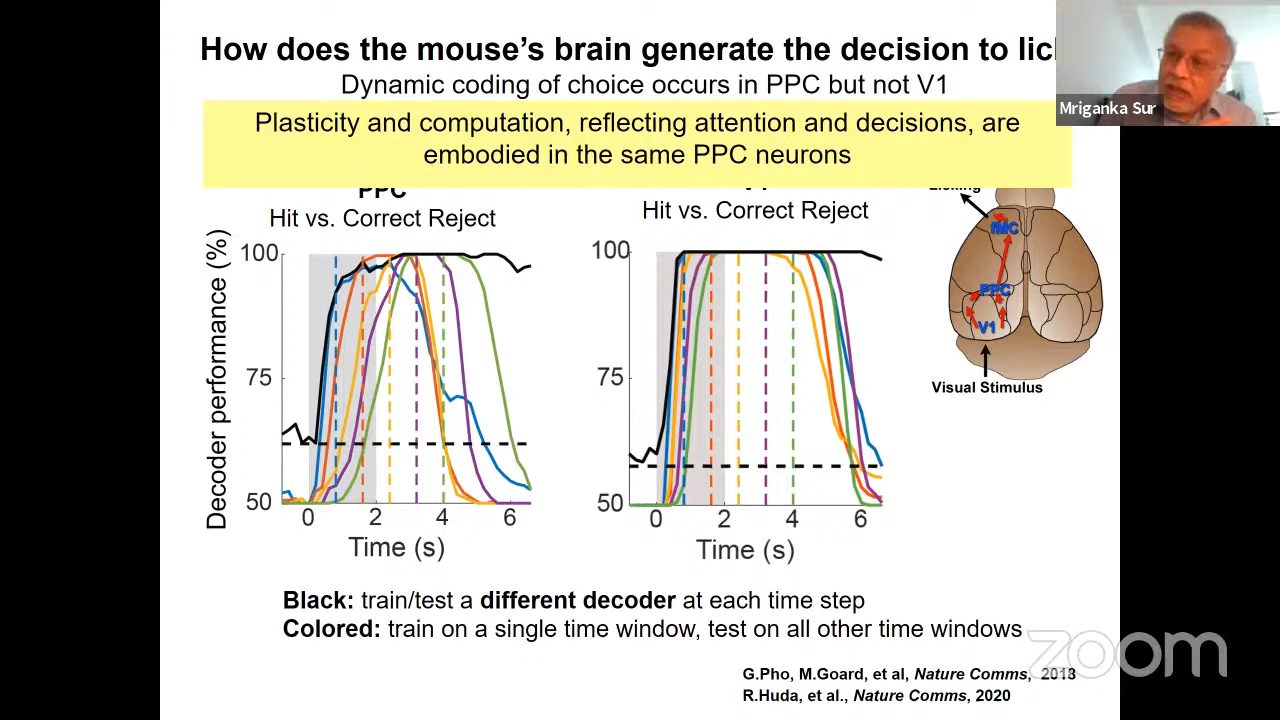 How does the mouse's brain generate the decision to lic
Mriganka Sur
Dynamic coding of choice occurs in PPC but not V1
Plasticity and computation, reflecting attention and decisions, are
embodied in the same PPC neurons
PPC
Hit vs. Correct Reject
Decoder performance (%)
100
75
50
0 2 4 6
Time (s)
V1
Hit vs. Correct Reject
100
75
50
0 2 4 6
Time (s)
Licking
fMC
PPC
V1
Visual Stimulus
Black: train/test a different decoder at each time step
Colored: train on a single time window, test on all other time windows
zoom
G.Pho, M.Goard, et al, Nature Comms, 2018
R.Huda, et al., Nature Comms, 2020